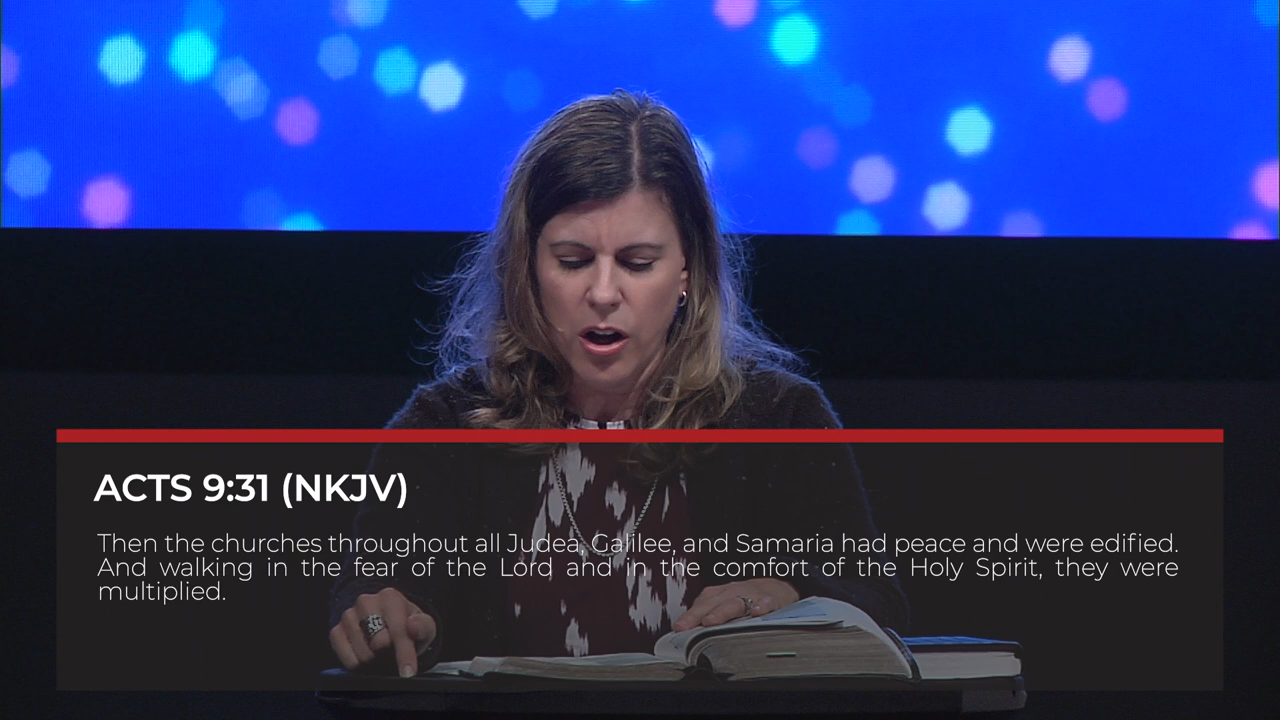 ACTS 9:31 (NKJV)
Then the churches throughout all Judea, Galilee, and Samaria had peace and were edified.
And walking in the fear of the Lord and in the comfort of the Holy Spirit, they were
multiplied.